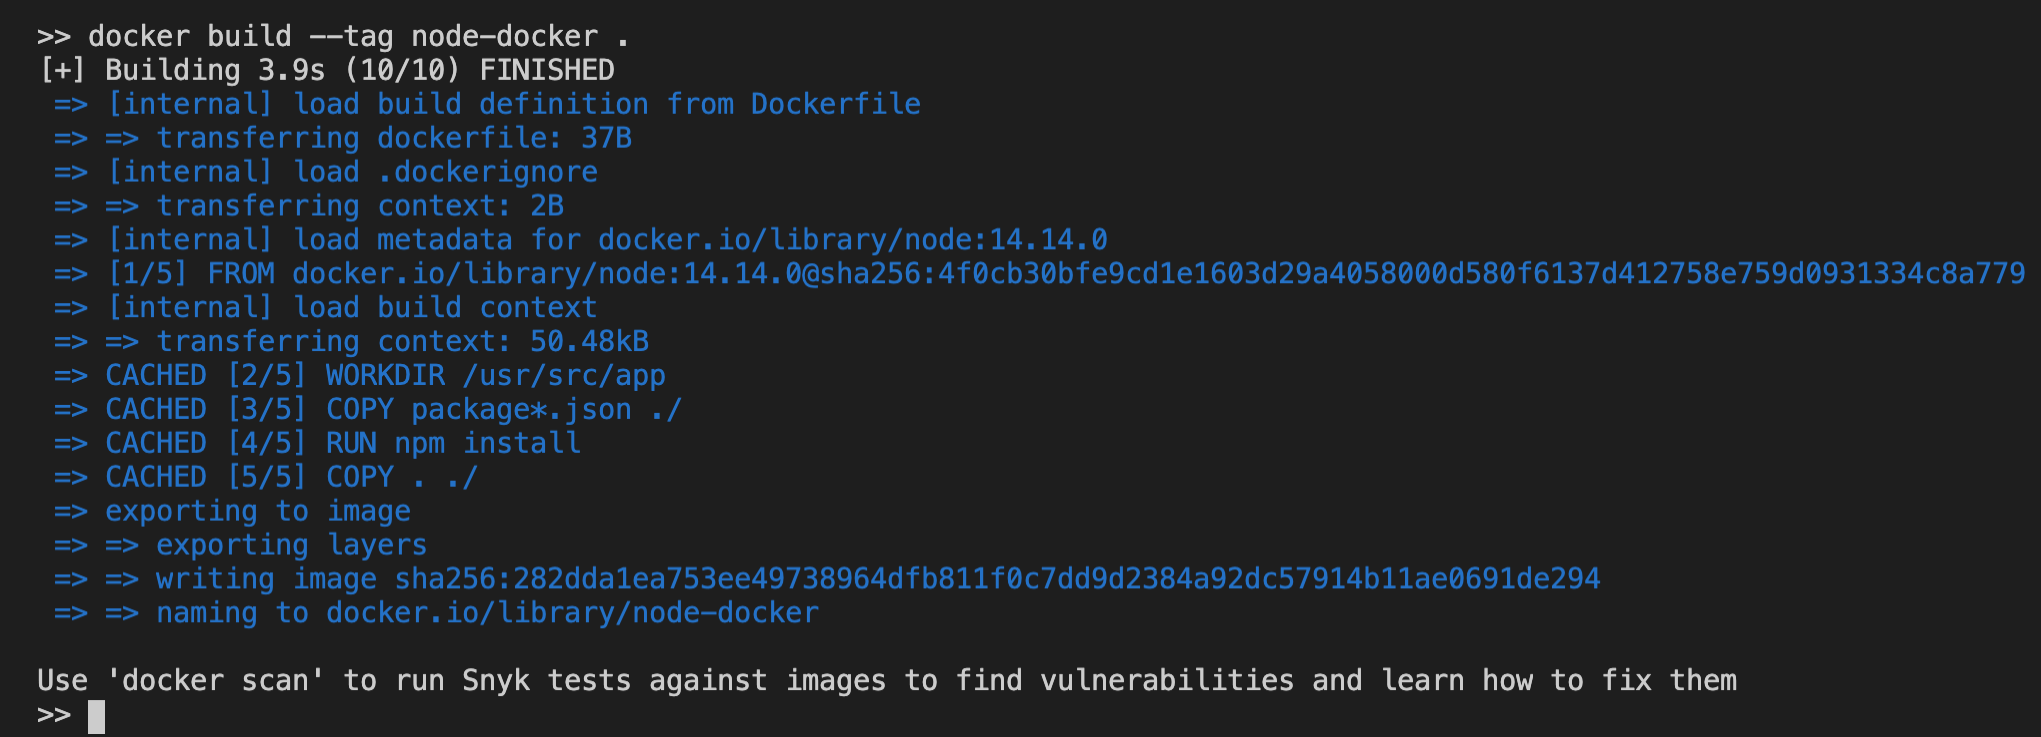 >> docker build --tag node-docker .
[+] Building 3.9s (10/10) FINISHED
 => [internal] load build definition from Dockerfile
 => => transferring dockerfile: 37B
 => [internal] load .dockerignore
 => => transferring context: 2B
 => [internal] load metadata for docker.io/library/node:14.14.0
 => [1/5] FROM docker.io/library/node:14.14.0@sha256:4f0cb30bfe9cd1e1603d29a4058000d580f6137d412758e759d0931334c8a779
 => [internal] load build context
 => => transferring context: 50.48kB
 => CACHED [2/5] WORKDIR /usr/src/app
 => CACHED [3/5] COPY package*.json ./
 => CACHED [4/5] RUN npm install
 => CACHED [5/5] COPY . ./
 => exporting to image
 => => exporting layers
 => => writing image sha256:282dda1ea753ee49738964dfb811f0c7dd9d2384a92dc57914b11ae0691de294
 => => naming to docker.io/library/node-docker
Use 'docker scan' to run Snyk tests against images to find vulnerabilities and learn how to fix them
>>